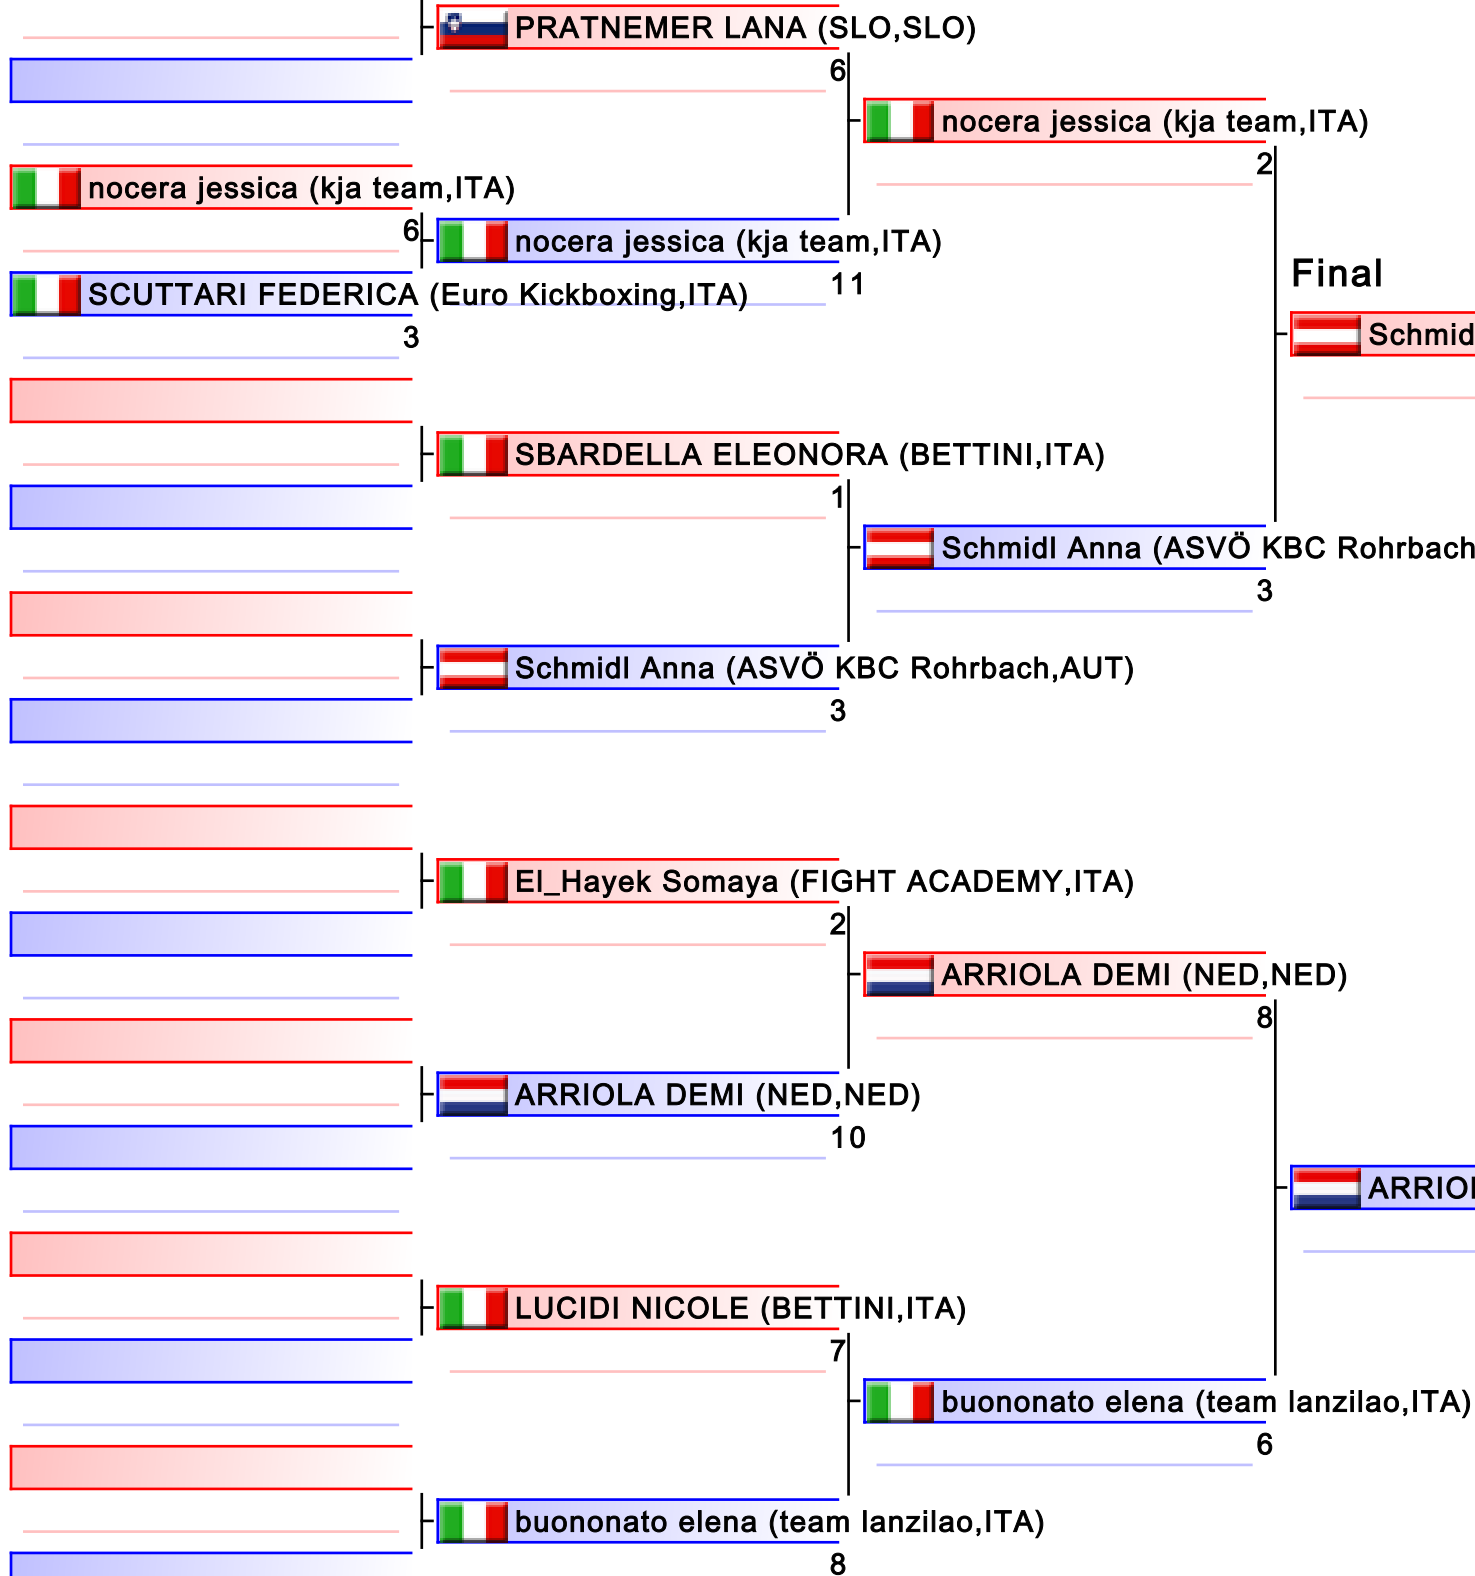 PRATNEMER LANA (SLO,SLO)
6
nocera jessica (kja team,ITA)
2
nocera jessica (kja team,ITA)
6
nocera jessica (kja team,ITA)
11
Final
SCUTTARI FEDERICA (Euro Kickboxing,ITA)
3
Schmid
SBARDELLA ELEONORA (BETTINI,ITA)
1
Schmidl Anna (ASVÖ KBC Rohrbach
3
Schmidl Anna (ASVÖ KBC Rohrbach,AUT)
3
El_Hayek Somaya (FIGHT ACADEMY,ITA)
2
ARRIOLA DEMI (NED,NED)
8
ARRIOLA DEMI (NED,NED)
10
ARRIOL
LUCIDI NICOLE (BETTINI,ITA)
7
buononato elena (team lanzilao,ITA)
6
buononato elena (team lanzilao,ITA)
8